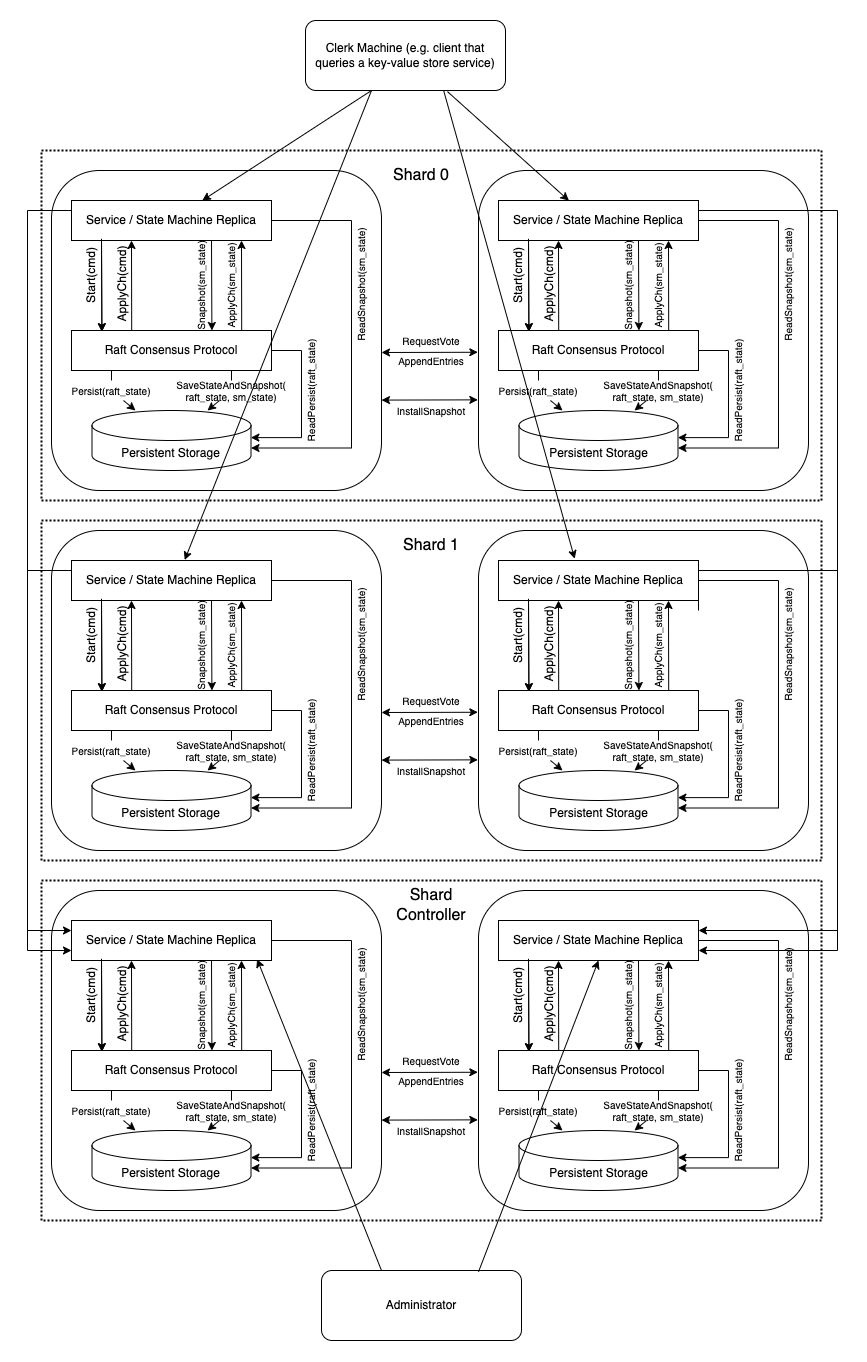 Clerk Machine (e.g. client that
queries a key-value store service)
Shard 0
Service / State Machine Replica
Start(cmd)
ApplyCh(cmd)
Snapshot(sm_state)
ApplyCh(sm_state)
ReadSnapshot(sm_state)
Raft Consensus Protocol
Persist(raft_state)
SaveStateAndSnapshot(
raft_state, sm_state)
ReadPersist(raft_state)
Persistent Storage
RequestVote
AppendEntries
InstallSnapshot
Service / State Machine Replica
Start(cmd)
ApplyCh(cmd)
Snapshot(sm_state)
ApplyCh(sm_state)
ReadSnapshot(sm_state)
Raft Consensus Protocol
Persist(raft_state)
SaveStateAndSnapshot(
raft_state, sm_state)
ReadPersist(raft_state)
Persistent Storage
Shard 1
Service / State Machine Replica
Start(cmd)
ApplyCh(cmd)
Snapshot(sm_state)
ApplyCh(sm_state)
ReadSnapshot(sm_state)
Raft Consensus Protocol
Persist(raft_state)
SaveStateAndSnapshot(
raft_state, sm_state)
ReadPersist(raft_state)
Persistent Storage
RequestVote
AppendEntries
InstallSnapshot
Service / State Machine Replica
Start(cmd)
ApplyCh(cmd)
Snapshot(sm_state)
ApplyCh(sm_state)
ReadSnapshot(sm_state)
Raft Consensus Protocol
Persist(raft_state)
SaveStateAndSnapshot(
raft_state, sm_state)
ReadPersist(raft_state)
Persistent Storage
Shard
Controller
Service / State Machine Replica
Start(cmd)
ApplyCh(cmd)
Snapshot(sm_state)
ApplyCh(sm_state)
ReadSnapshot(sm_state)
Raft Consensus Protocol
Persist(raft_state)
SaveStateAndSnapshot(
raft_state, sm_state)
ReadPersist(raft_state)
Persistent Storage
RequestVote
AppendEntries
InstallSnapshot
Service / State Machine Replica
Start(cmd)
ApplyCh(cmd)
Snapshot(sm_state)
ApplyCh(sm_state)
ReadSnapshot(sm_state)
Raft Consensus Protocol
Persist(raft_state)
SaveStateAndSnapshot(
raft_state, sm_state)
ReadPersist(raft_state)
Persistent Storage
Administrator